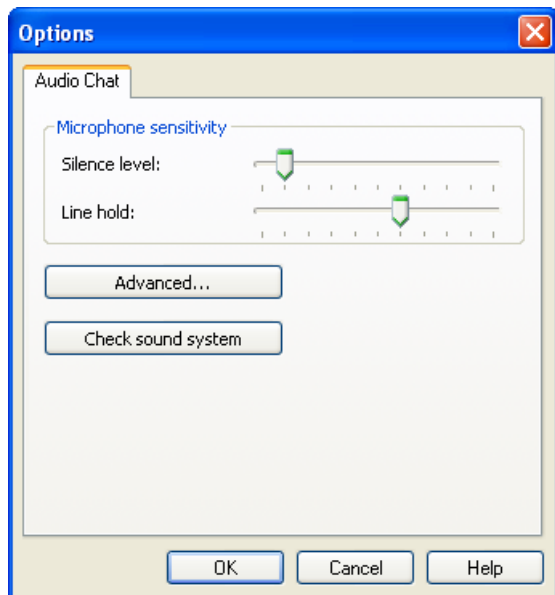 Options
Audio Chat
Microphone sensitivity
Silence level:
Line hold:
Advanced...
Check sound system
OK Cancel Help